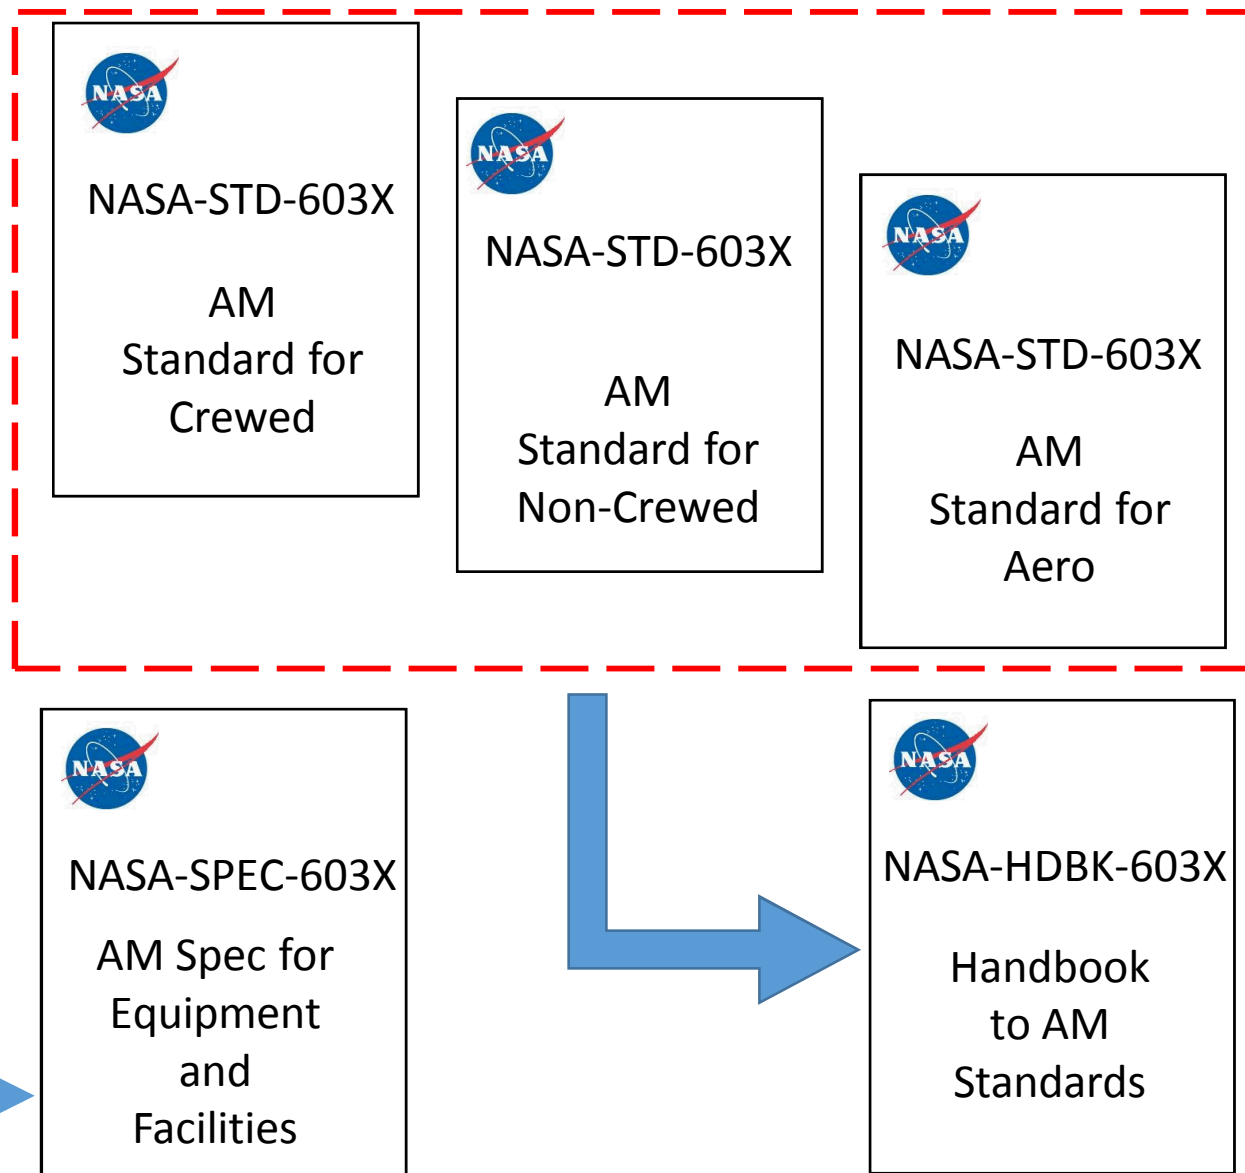 NASA
NASA-STD-603X
AM
Standard for
Crewed
NASA
NASA-STD-603X
AM
Standard for
Non-Crewed
NASA
NASA-STD-603X
AM
Standard for
Aero
NASA
NASA-SPEC-603X
AM Spec for
Equipment
and
Facilities
NASA
NASA-HDBK-603X
Handbook
to AM
Standards